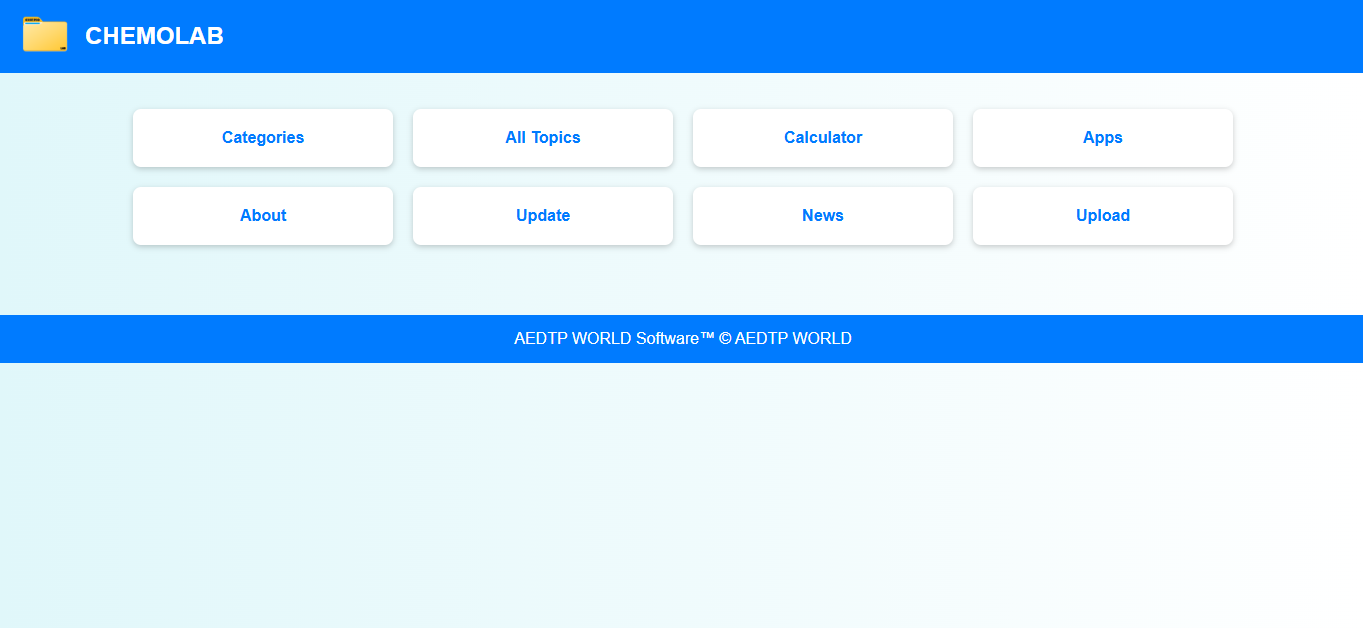 CHEMOLAB
Categories
All Topics
Calculator
Apps
About
Update
News
Upload
AEDTP WORLD Software™ © AEDTP WORLD